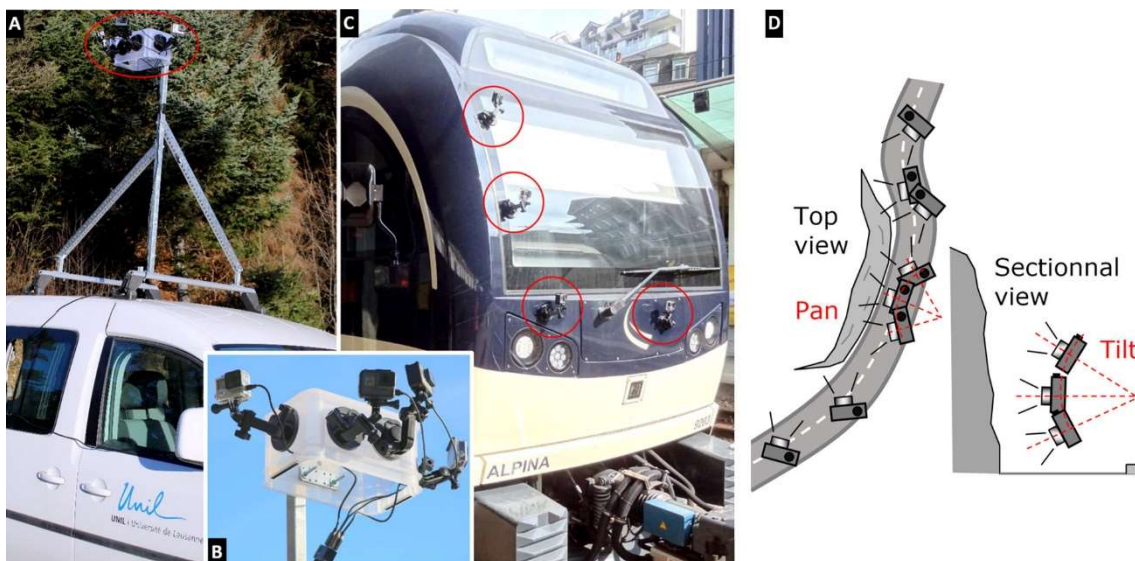 A
C
D
Top
view
Pan
Sectionnal
view
Tilt
Unil
UNIL | Université de Lausanne
B
ALPINA